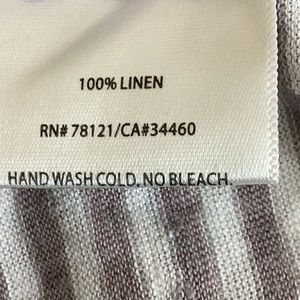 100% LINEN
RN# 78121/CA#34460
HAND WASH COLD. NO BLEACH.